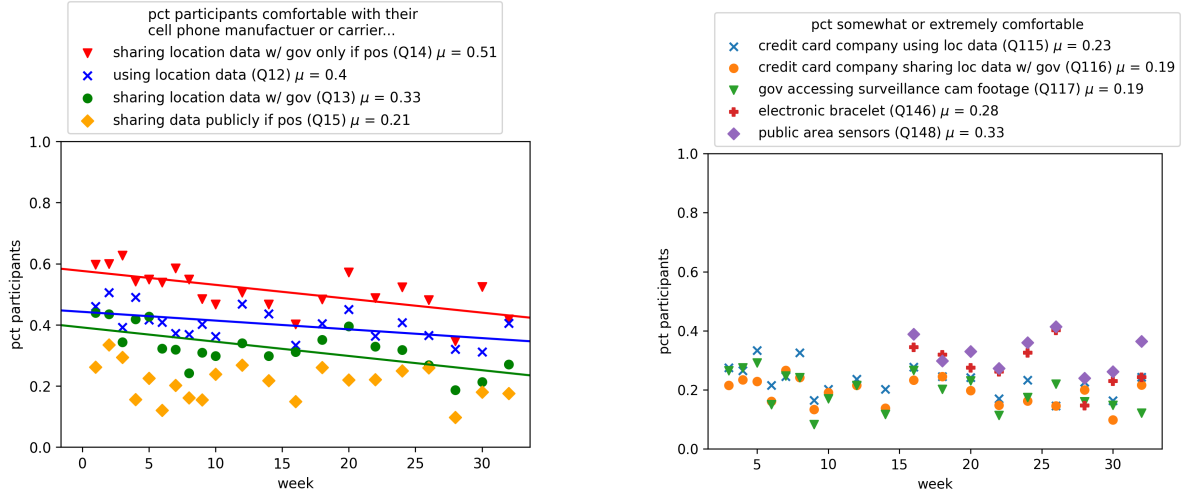 pct participants comfortable with their
cell phone manufactuer or carrier...
sharing location data w/ gov only if pos (Q14) μ = 0.51
using location data (Q12) μ = 0.4
sharing location data w/ gov (Q13) μ = 0.33
sharing data publicly if pos (Q15) μ = 0.21
1.0
0.8
0.6
0.4
0.2
0.0
pct participants
0 5 10 15 20 25 30
week
pct somewhat or extremely comfortable
credit card company using loc data (Q115) μ = 0.23
credit card company sharing loc data w/ gov (Q116) μ = 0.19
gov accessing surveillance cam footage (Q117) μ = 0.19
electronic bracelet (Q146) μ = 0.28
public area sensors (Q148) μ = 0.33
1.0
0.8
0.6
0.4
0.2
0.0
pct participants
5 10 15 20 25 30
week